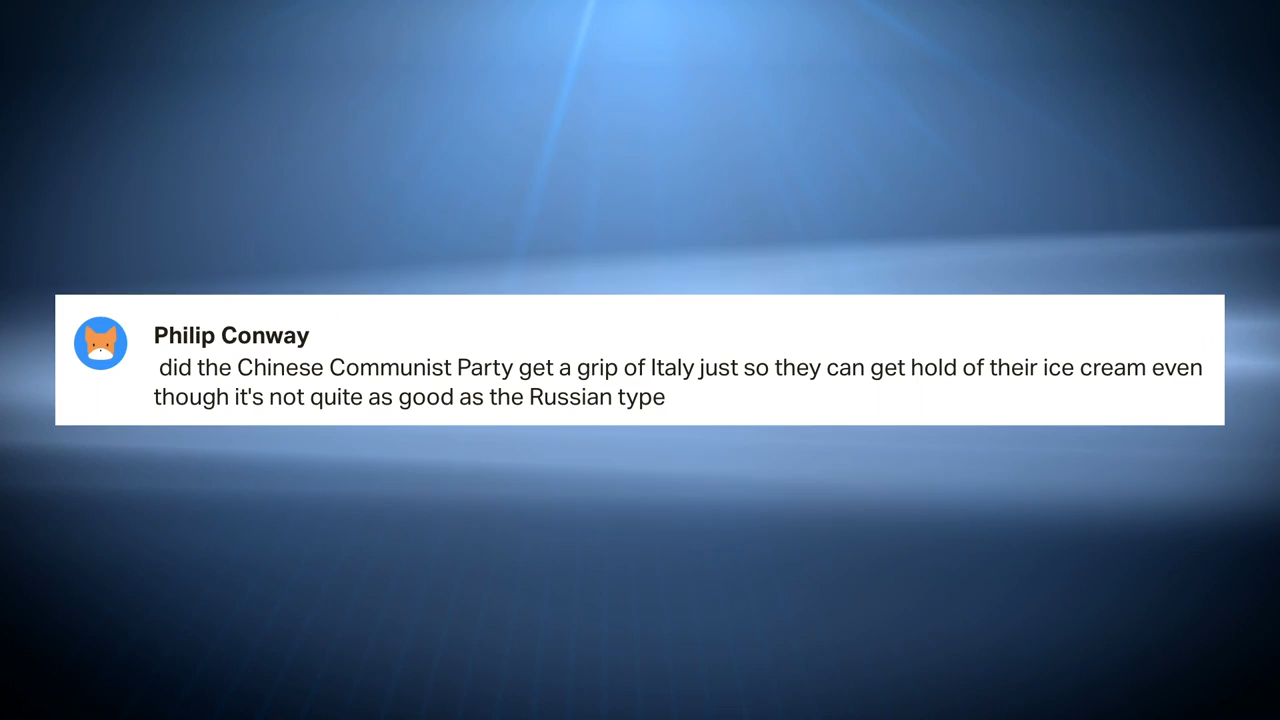 Philip Conway
did the Chinese Communist Party get a grip of Italy just so they can get hold of their ice cream even
though it's not quite as good as the Russian type